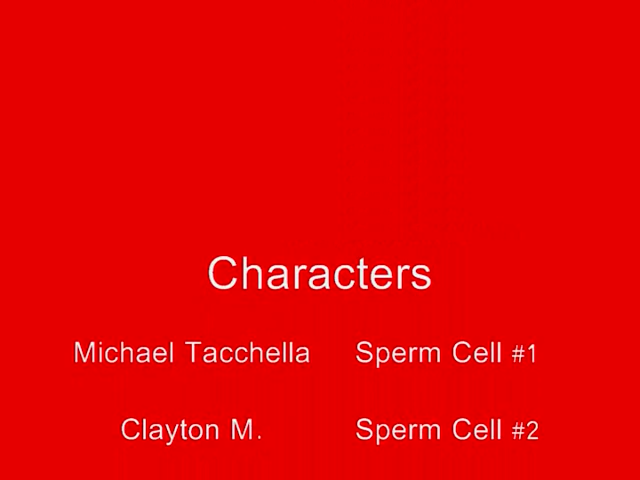 Characters
Michael Tacchella Sperm Cell #1
Clayton M. Sperm Cell #2